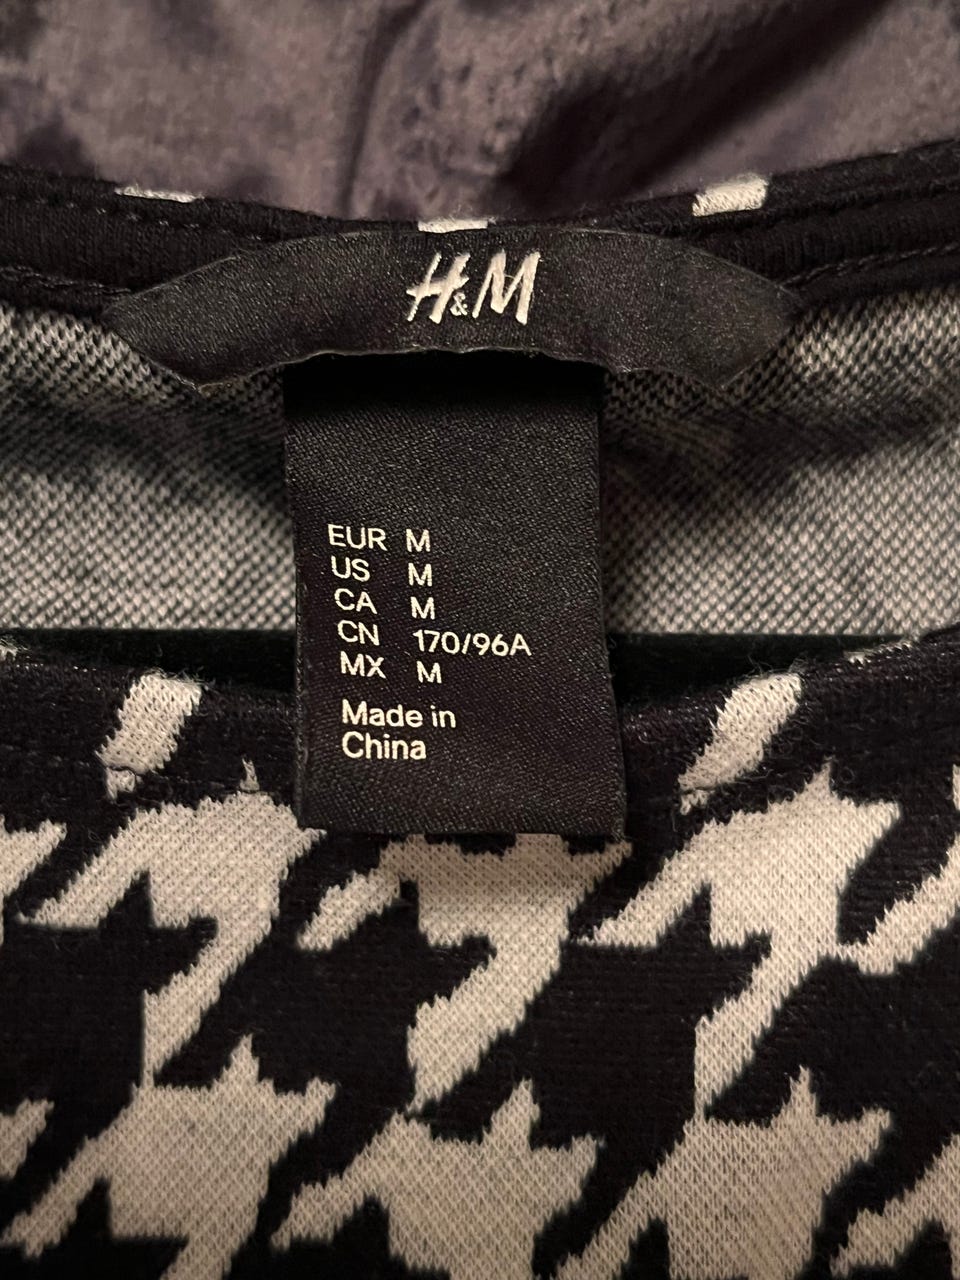 H&M
EUR M
US M
CA M
CN 170/96A
MX M
Made in
China